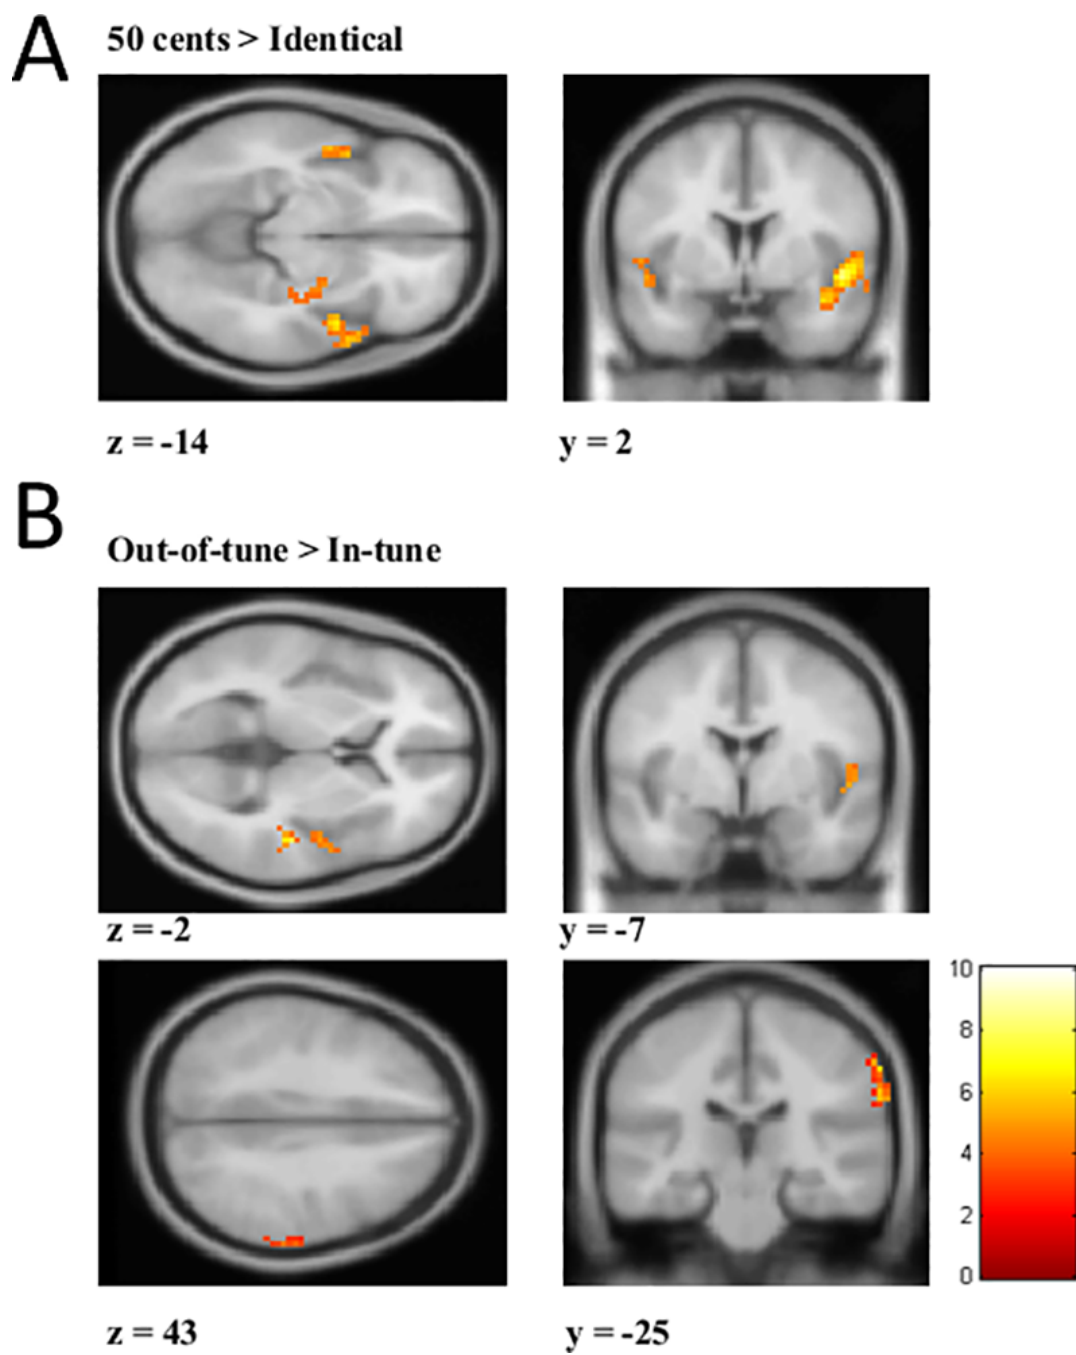 A
50 cents > Identical
z = -14
y = 2
B
Out-of-tune > In-tune
z = -2
y = -7
10
8
6
4
2
0
z = 43
y = -25